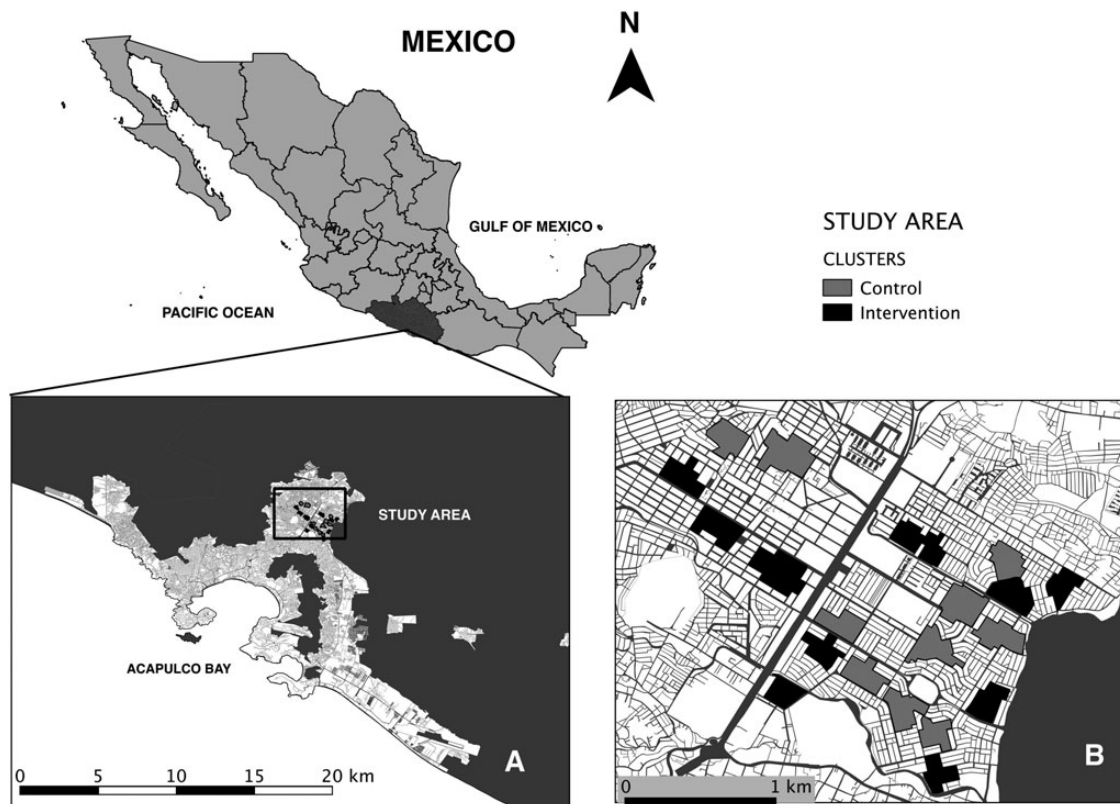 MEXICO
N
GULF OF MEXICO
PACIFIC OCEAN
STUDY AREA
CLUSTERS
Control
Intervention
STUDY AREA
ACAPULCO BAY
A
0 5 10 15 20 km
B
0 1 km